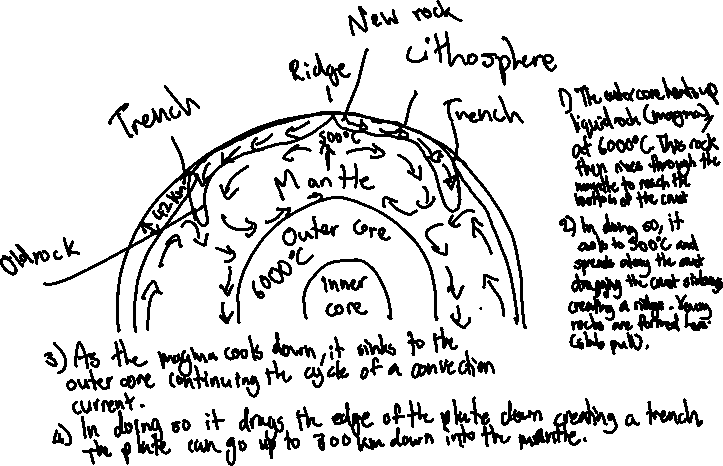 New rock
Lithosphere
Ridge
Trench
Trench
500°C
42km
Mantle
Old rock
Outer core
6000°C
Inner
core
1) The outer core heats up
liquid rock (magma)
at 6000°C. This rock
then rises through the
mantle to reach the
bottom of the crust
2) In doing so, it
cools to 500°C and
spreads along the crust
dragging the crust
creating a ridge. Young
rocks are formed here
(slab pull).
3) As the magma cools down, it sinks to the
outer core continuing the cycle of a convection
current.
4) In doing so it drags the edge of the plate down creating a trench
The plate can go up to 700km down into the mantle.